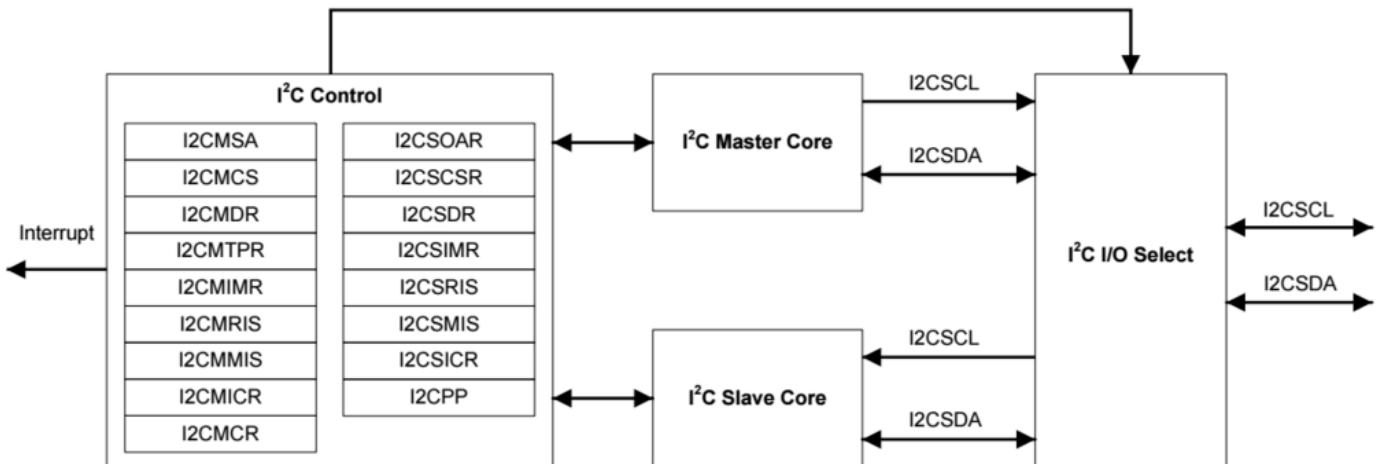 I²C Control
I2CMSA
I2CMCS
I2CMDR
I2CMTPR
I2CMIMR
I2CMRIS
I2CMMIS
I2CMICR
I2CMCR
I2CSOAR
I2CSCSR
I2CSDR
I2CSIMR
I2CSRIS
I2CSMIS
I2CSICR
I2CPP
Interrupt
I²C Master Core
I2CSCL
I2CSDA
I²C Slave Core
I2CSCL
I2CSDA
I²C I/O Select
I2CSCL
I2CSDA